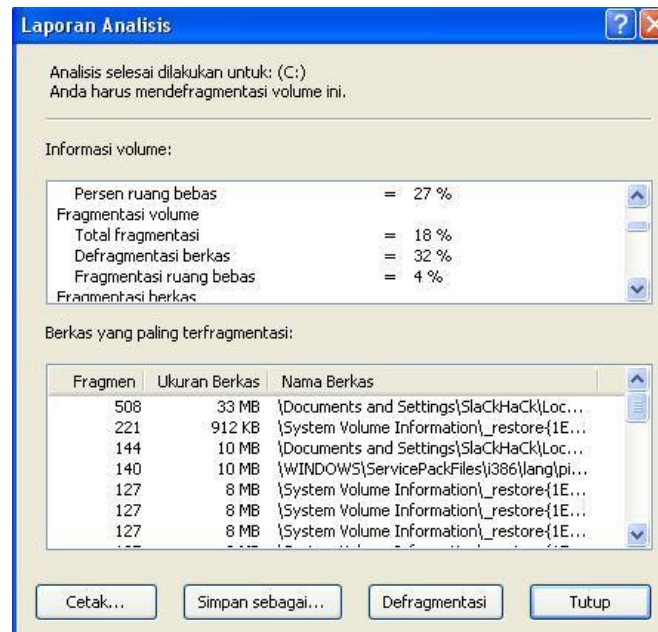 Laporan Analisis
Analisis selesai dilakukan untuk: (C:)
Anda harus mendefragmentasi volume ini.
Informasi volume:
Persen ruang bebas = 27 %
Fragmentasi volume
Total fragmentasi = 18 %
Defragmentasi berkas = 32 %
Fragmentasi ruang bebas = 4 %
Fragmentasi berkas
Berkas yang paling terfragmentasi:
Fragmen Ukuran Berkas Nama Berkas
508 33 MB \Documents and Settings\SlaCkHaCk\Loc...
221 912 KB \System Volume Information\_restore{1E...
144 10 MB \Documents and Settings\SlaCkHaCk\Loc...
140 10 MB \WINDOWS\ServicePackFiles\i386\lang\pi...
127 8 MB \System Volume Information\_restore{1E...
127 8 MB \System Volume Information\_restore{1E...
127 8 MB \System Volume Information\_restore{1E...
Cetak... Simpan sebagai... Defragmentasi Tutup